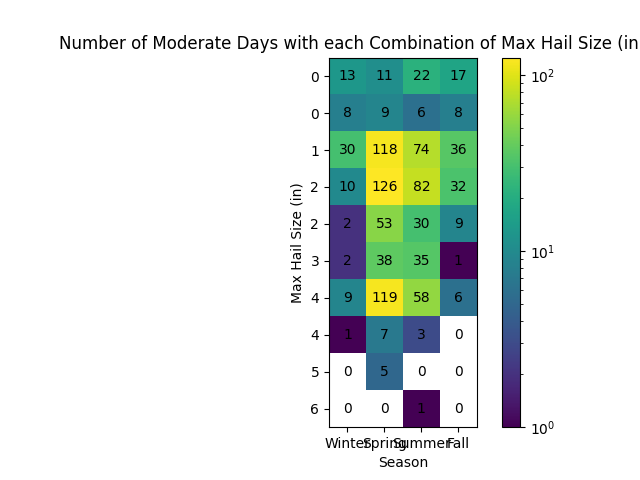 Number of Moderate Days with each Combination of Max Hail Size (in
0 13 11 22 17
0 8 9 6 8
1 30 118 74 36
2 10 126 82 32
2 2 53 30 9
3 2 38 35 1
4 9 119 58 6
4 1 7 3 0
5 0 5 0 0
6 0 0 1 0
Winter Spring Summer Fall
Season
Max Hail Size (in)
10²
10¹
10⁰